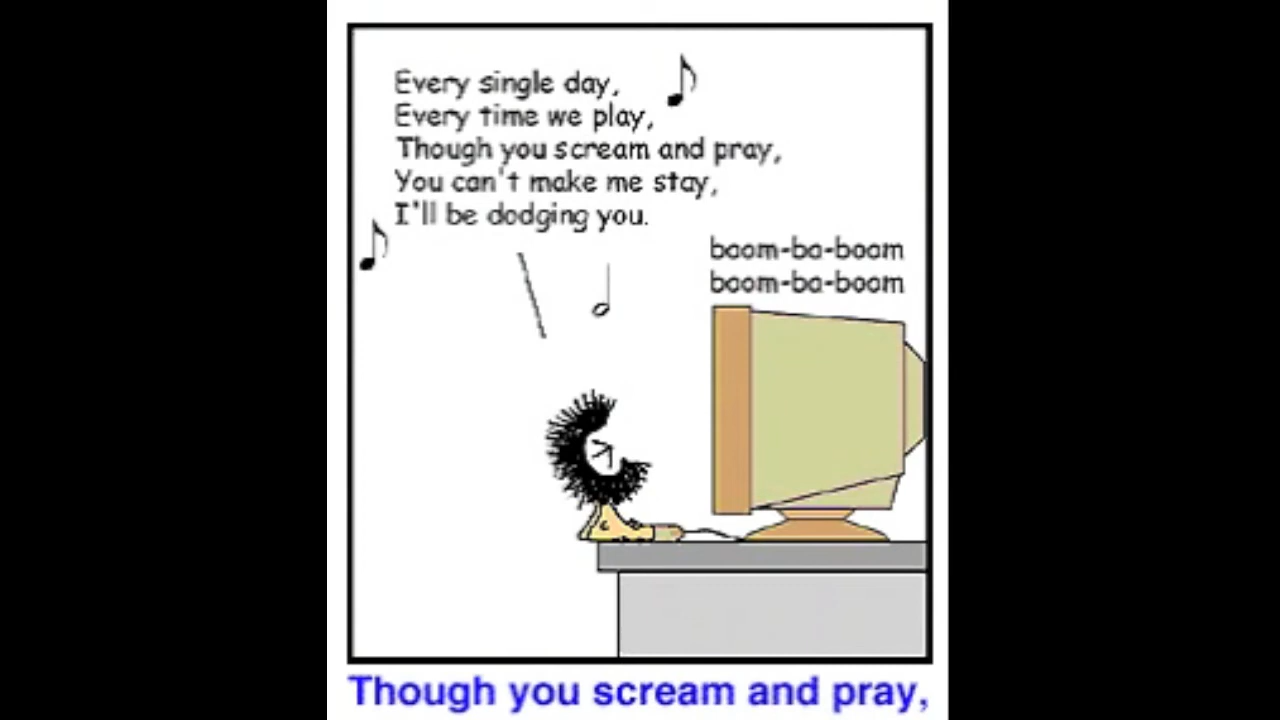 Every single day,
Every time we play,
Though you scream and pray,
You can't make me stay,
I'll be dodging you.
boom-ba-boom
boom-ba-boom
Though you scream and pray,